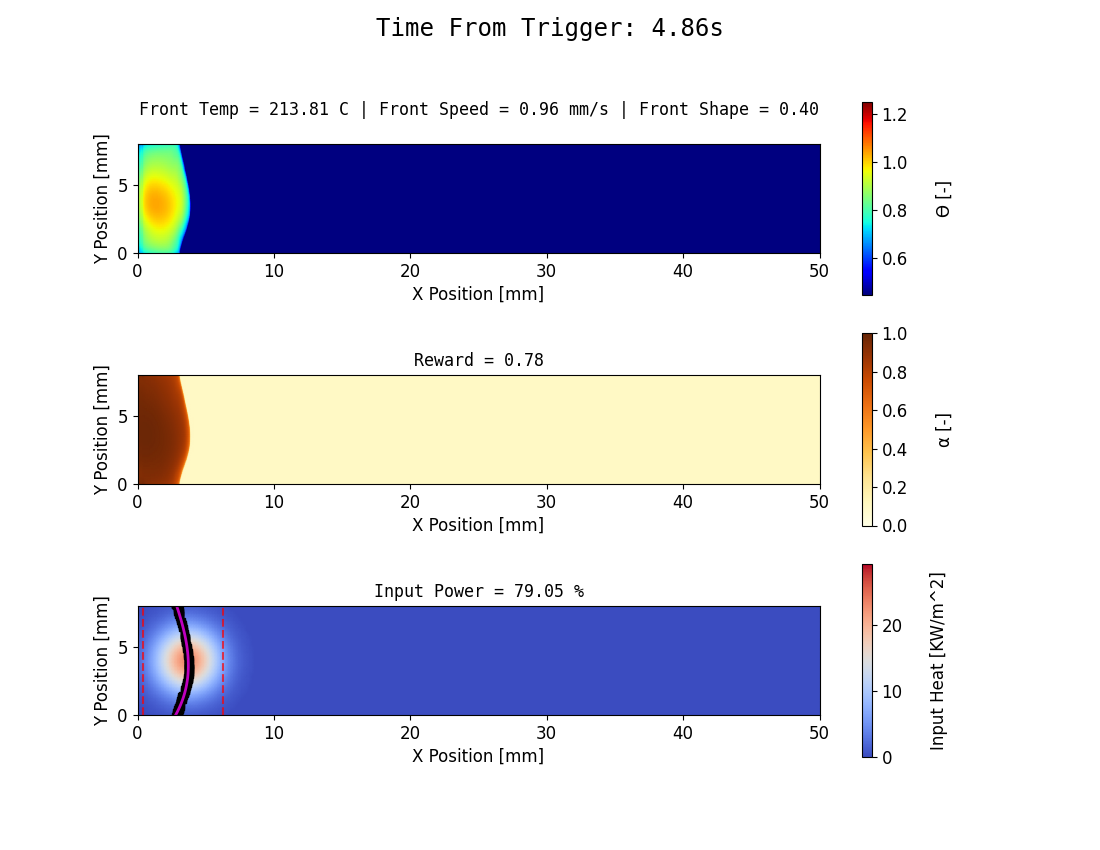 Time From Trigger: 4.86s
Front Temp = 213.81 C | Front Speed = 0.96 mm/s | Front Shape = 0.40
Y Position [mm]
5
0
0 10 20 30 40 50
X Position [mm]
1.2
1.0
0.8
0.6
Θ [-]
Reward = 0.78
Y Position [mm]
5
0
0 10 20 30 40 50
X Position [mm]
1.0
0.8
0.6
0.4
0.2
0.0
α [-]
Input Power = 79.05 %
Y Position [mm]
5
0
0 10 20 30 40 50
X Position [mm]
20
10
0
Input Heat [KW/m^2]